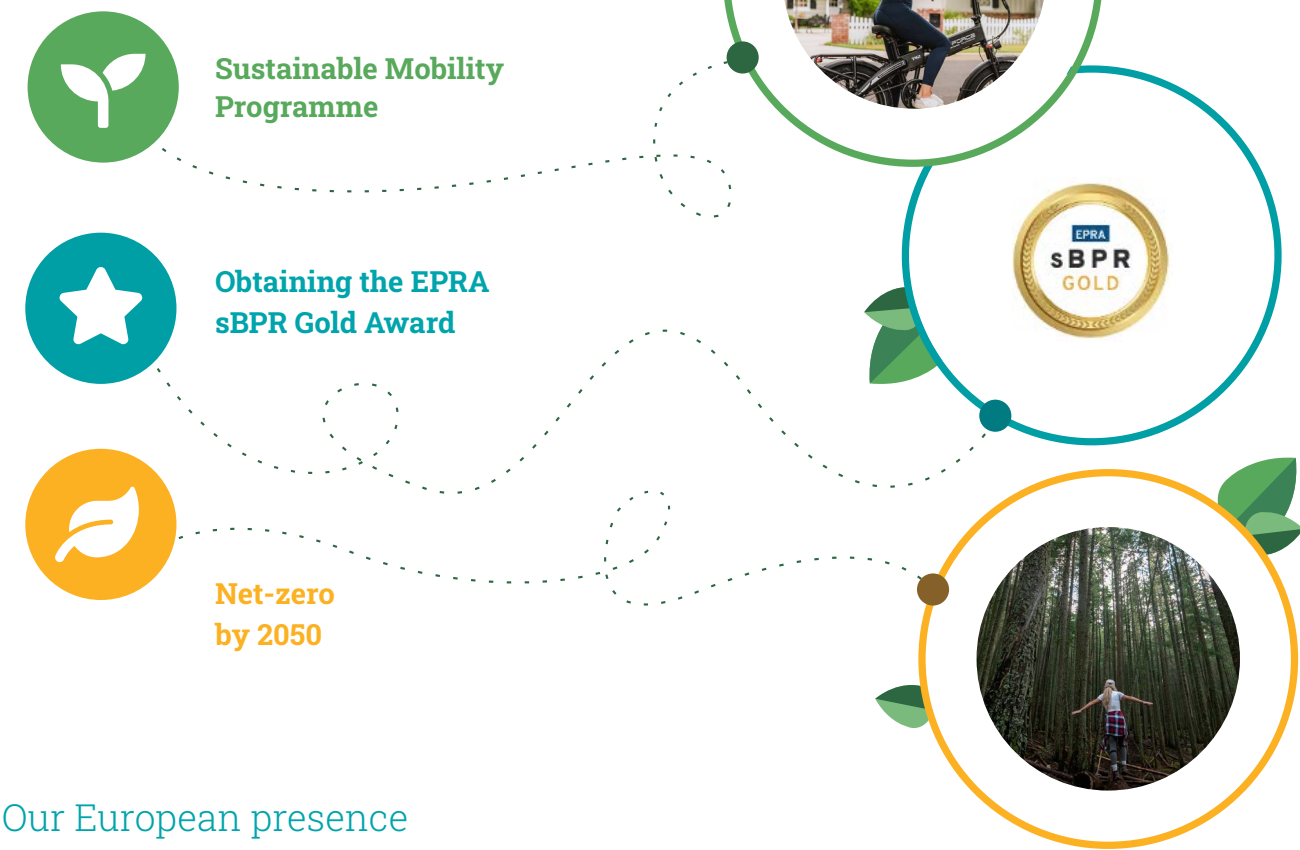 Sustainable Mobility
Programme
FORCE
EPRA
sBPR
GOLD
Obtaining the EPRA
sBPR Gold Award
Net-zero
by 2050
Our European presence